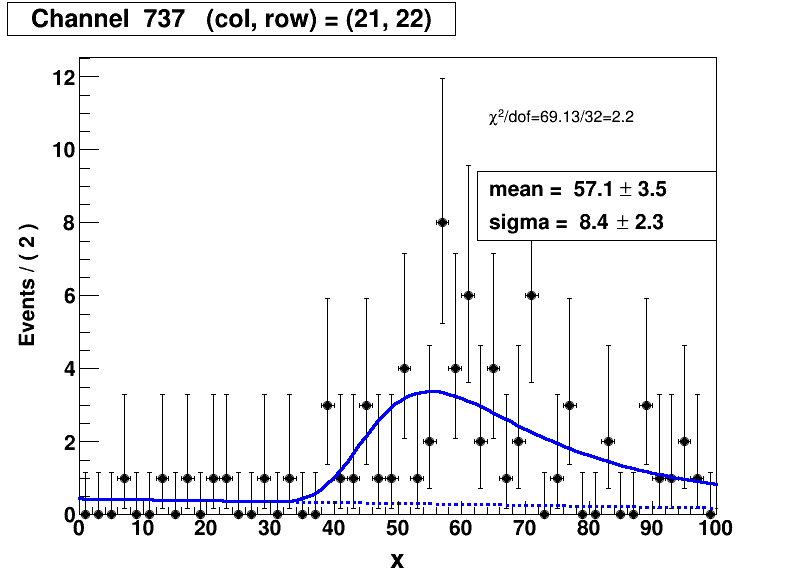 Channel 737 (col, row) = (21, 22)
χ²/dof=69.13/32=2.2
mean = 57.1 ± 3.5
sigma = 8.4 ± 2.3
Events / ( 2 )
12
10
8
6
4
2
0
0 10 20 30 40 50 60 70 80 90 100
x